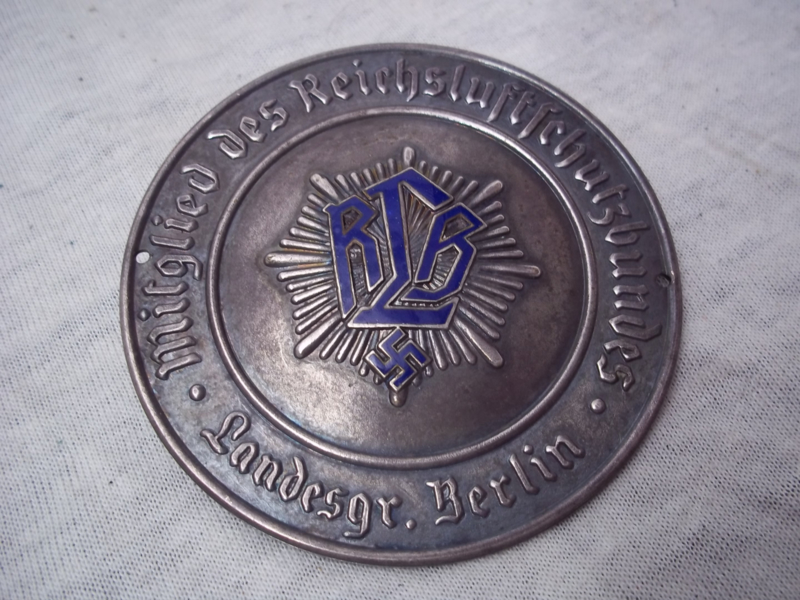 Mitglied des Reichsluftschutzbundes
RLB
· Landesgr. Berlin ·